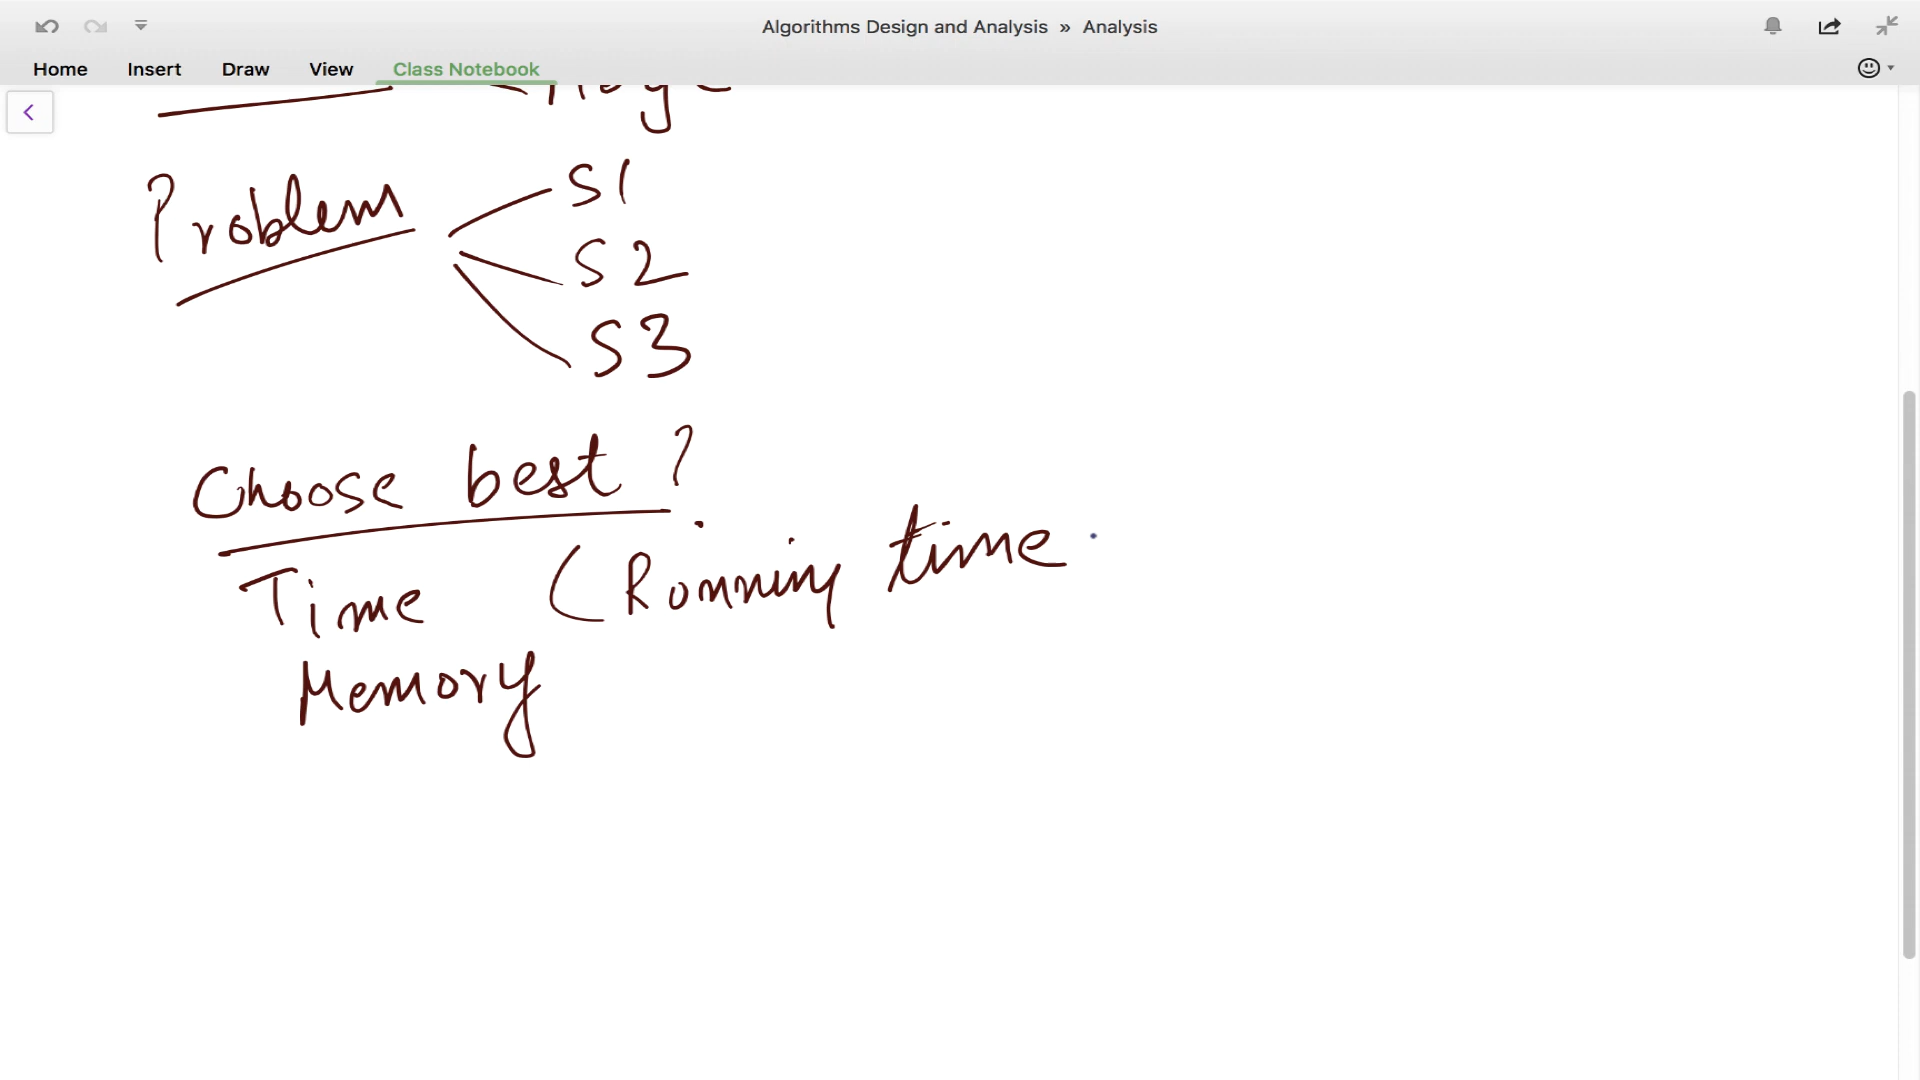 Algorithms Design and Analysis » Analysis
Home Insert Draw View Class Notebook
Problem
S1
S2
S3
Choose best ?
Time (Running time
Memory